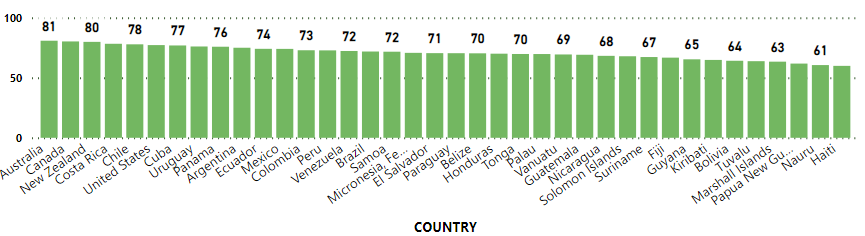 100
81 80 78 77 76 74 73 72 72 71 70 70 69 68 67 65 64 63 61
50
0
Australia Canada New Zealand Costa Rica Chile United States Cuba Uruguay Panama Argentina Ecuador Mexico Colombia Peru Venezuela Brazil Samoa Micronesia, Fe... El Salvador Paraguay Belize Honduras Tonga Palau Vanuatu Guatemala Nicaragua Solomon Islands Suriname Fiji Guyana Kiribati Bolivia Tuvalu Marshall Islands Papua New Gu... Nauru Haiti
COUNTRY